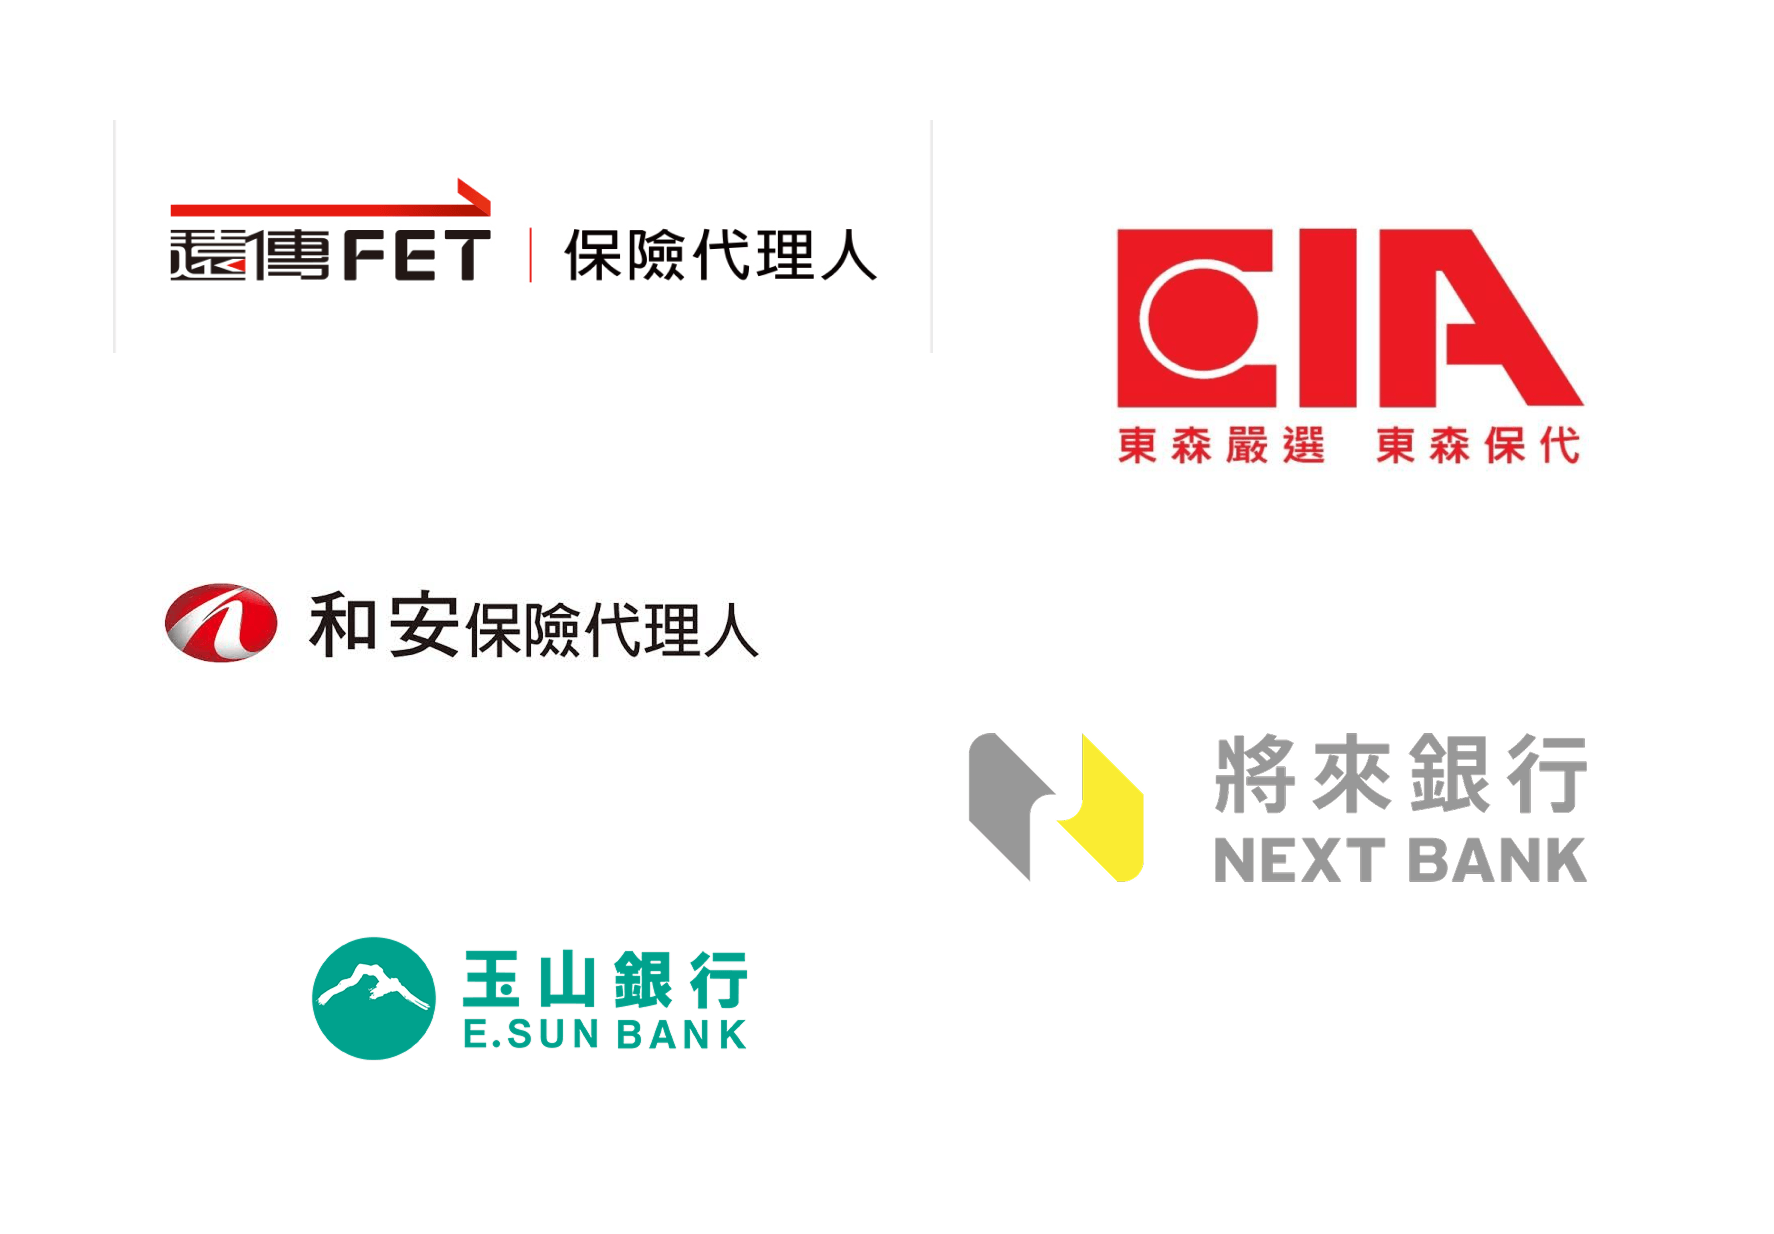 遠傳FET 保險代理人
EIA
東森嚴選 東森保代
和安保險代理人
將來銀行
NEXT BANK
玉山銀行
E.SUN BANK